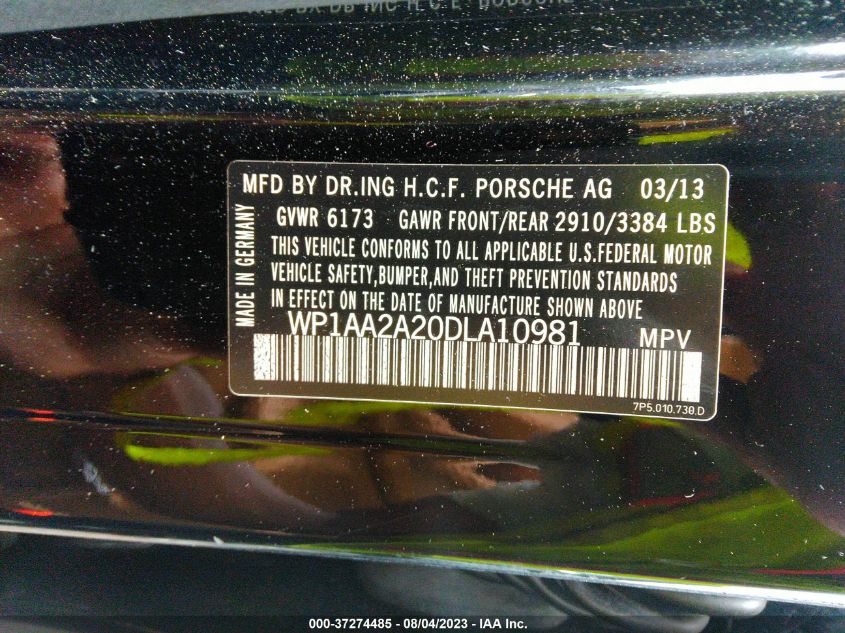 MFD BY DR.ING H.C.F. PORSCHE AG 03/13
GVWR 6173 GAWR FRONT/REAR 2910/3384 LBS
THIS VEHICLE CONFORMS TO ALL APPLICABLE U.S.FEDERAL MOTOR
VEHICLE SAFETY,BUMPER,AND THEFT PREVENTION STANDARDS
IN EFFECT ON THE DATE OF MANUFACTURE SHOWN ABOVE
MADE IN GERMANY
WP1AA2A20DLA10981 MPV
7P5.010.730.D
000-37274485 - 08/04/2023 - IAA Inc.